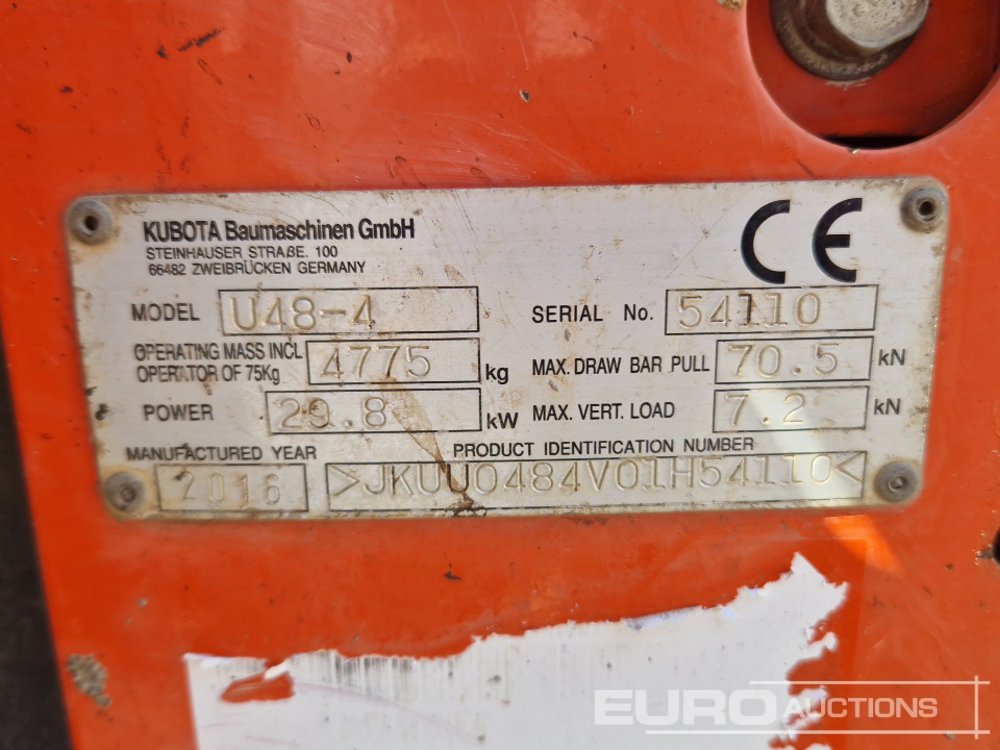 KUBOTA Baumaschinen GmbH
STEINHAUSER STRAßE. 100
66482 ZWEIBRÜCKEN GERMANY
CE
MODEL U48-4 SERIAL No. 54110
OPERATING MASS INCL
OPERATOR OF 75Kg 4775 kg MAX. DRAW BAR PULL 70.5 kN
POWER 29.8 kW MAX. VERT. LOAD 7.2 kN
MANUFACTURED YEAR PRODUCT IDENTIFICATION NUMBER
2016 >JKUU0484V01H54110<
EURO AUCTIONS